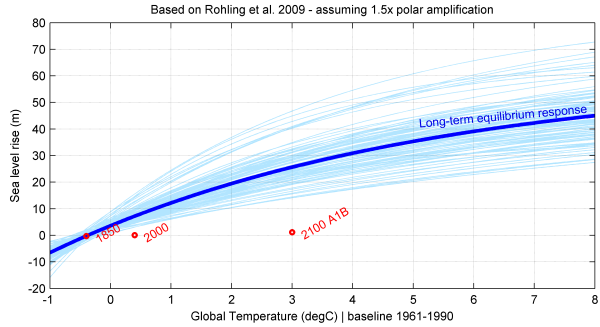 Based on Rohling et al. 2009 - assuming 1.5x polar amplification
80
70
60
50
40
30
20
10
0
-10
-20
Sea level rise (m)
Long-term equilibrium response
1850
2000
2100 A1B
-1 0 1 2 3 4 5 6 7 8
Global Temperature (degC) | baseline 1961-1990